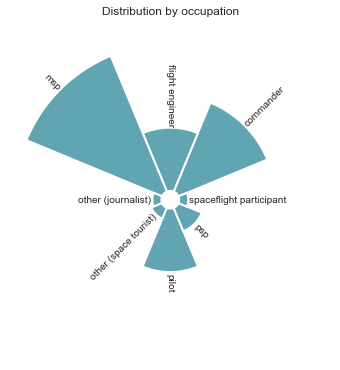 Distribution by occupation
msp
flight engineer
commander
other (journalist)
spaceflight participant
other (space tourist)
psp
pilot